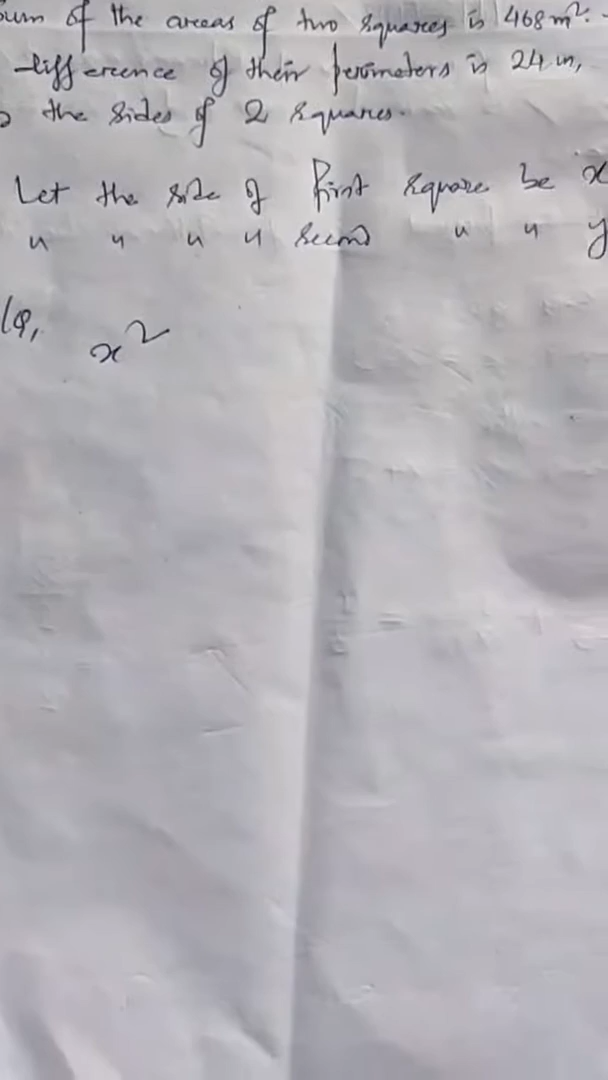 sum of the areas of two squares is 468 m².
difference of their perimeters is 24 m,
the sides of 2 squares.
Let the side of first square be x
" " " " second " " y
x²